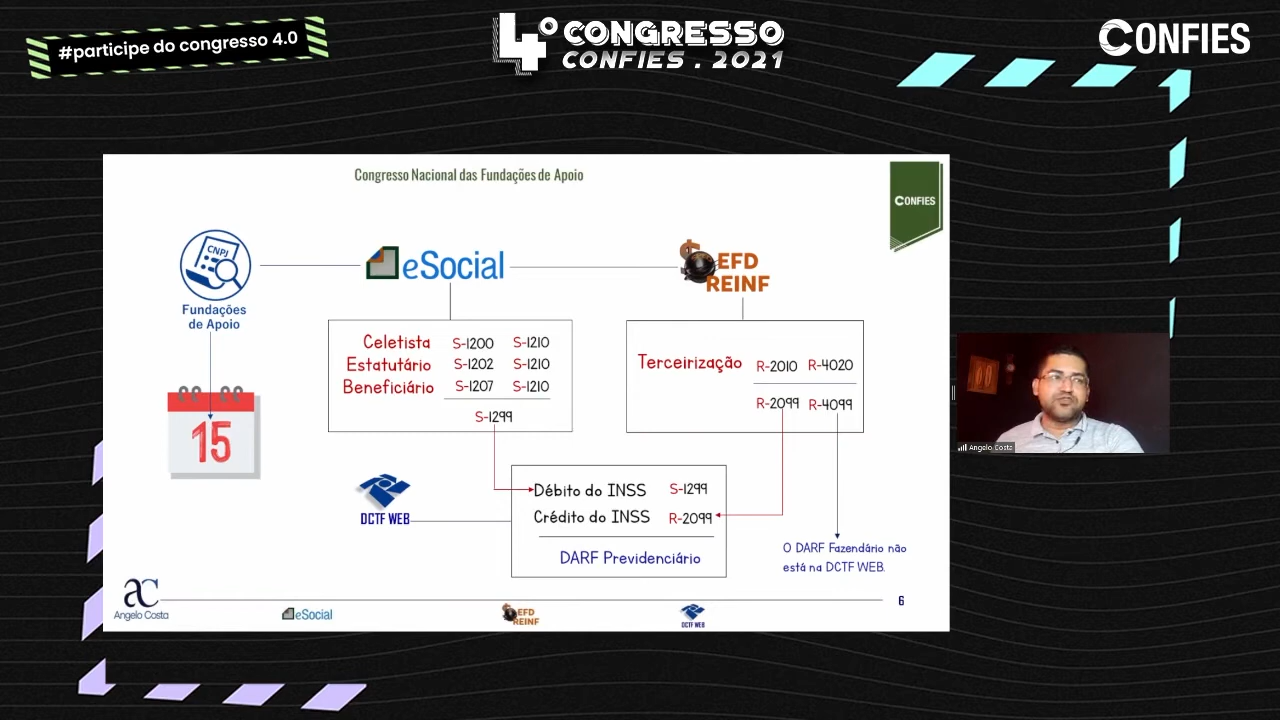 #participe do congresso 4.0
4º CONGRESSO
CONFIES . 2021
CONFIES
Congresso Nacional das Fundações de Apoio
CONFIES
CNPJ
Fundações
de Apoio
15
eSocial
EFD
REINF
Celetista S-1200 S-1210
Estatutário S-1202 S-1210
Beneficiário S-1207 S-1210
S-1299
Terceirização R-2010 R-4020
R-2099 R-4099
DCTF WEB
Débito do INSS S-1299
Crédito do INSS R-2099
DARF Previdenciário
O DARF Fazendário não
está na DCTF WEB.
Angelo Costa
AC
Angelo Costa
eSocial
EFD
REINF
DCTF WEB
6